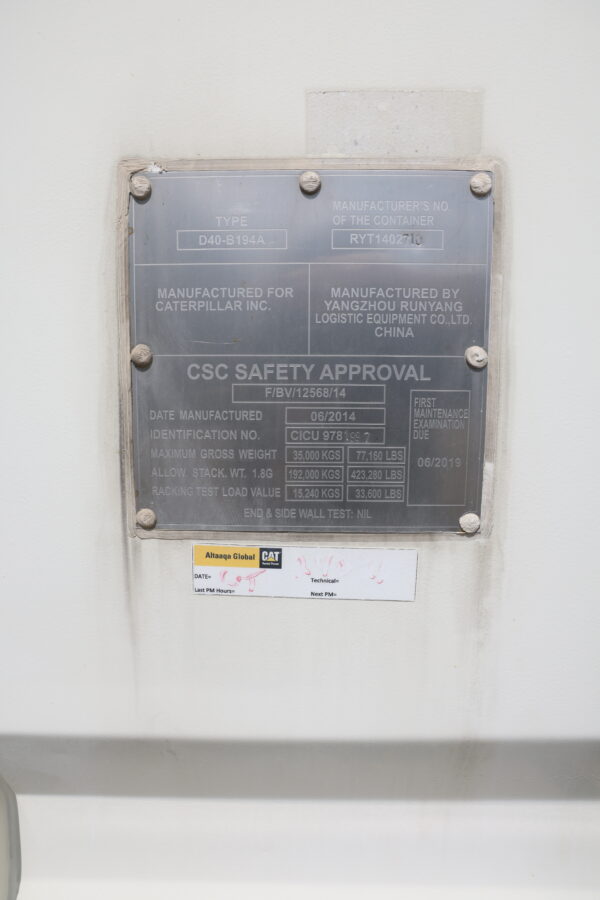 TYPE
D40-B194A
MANUFACTURER'S NO.
OF THE CONTAINER
MANUFACTURED FOR
CATERPILLAR INC.
MANUFACTURED BY
YANGZHOU RUNYANG
LOGISTIC EQUIPMENT CO.,LTD.
CHINA
CSC SAFETY APPROVAL
F/BV/12568/14
DATE MANUFACTURED 06/2014
IDENTIFICATION NO. CICU
MAXIMUM GROSS WEIGHT 35,000 KGS 77,160 LBS
ALLOW. STACK. WT. 1.8G 192,000 KGS 423,280 LBS
RACKING TEST LOAD VALUE 15,240 KGS 33,600 LBS
END & SIDE WALL TEST: NIL
FIRST
MAINTENANCE
EXAMINATION
DUE
06/2019
Altaaqa Global CAT
Rental Power
DATE=
Technical=
Last PM Hours=
Next PM=